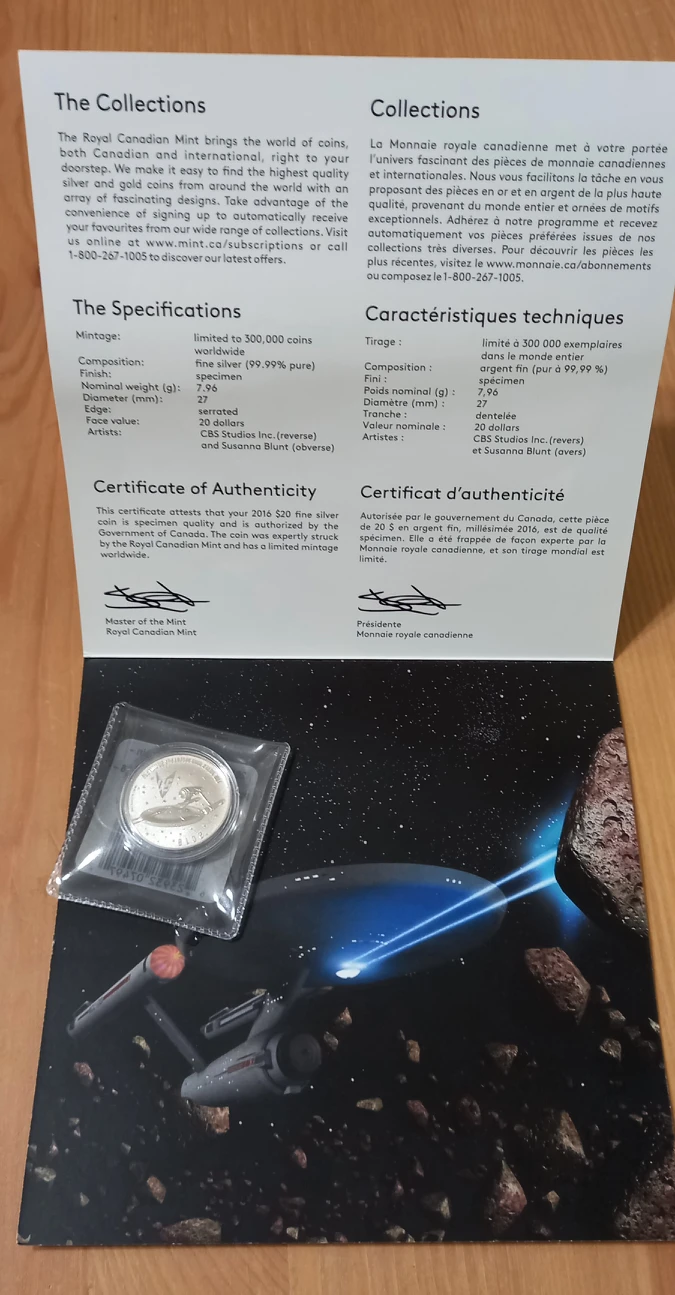 The Collections
The Royal Canadian Mint brings the world of coins,
both Canadian and international, right to your
doorstep. We make it easy to find the highest quality
silver and gold coins from around the world with an
array of fascinating designs. Take advantage of the
convenience of signing up to automatically receive
your favourites from our wide range of collections. Visit
us online at www.mint.ca/subscriptions or call
1-800-267-1005 to discover our latest offers.
The Specifications
Mintage: limited to 300,000 coins
worldwide
Composition: fine silver (99.99% pure)
Finish: specimen
Nominal weight (g): 7.96
Diameter (mm): 27
Edge: serrated
Face value: 20 dollars
Artists: CBS Studios Inc. (reverse)
and Susanna Blunt (obverse)
Certificate of Authenticity
This certificate attests that your 2016 $20 fine silver
coin is specimen quality and is authorized by the
Government of Canada. The coin was expertly struck
by the Royal Canadian Mint and has a limited mintage
worldwide.
Master of the Mint
Royal Canadian Mint
Collections
La Monnaie royale canadienne met à votre portée
l'univers fascinant des pièces de monnaie canadiennes
et internationales. Nous vous facilitons la tâche en vous
proposant des pièces en or et en argent de la plus haute
qualité, provenant du monde entier et ornées de motifs
exceptionnels. Adhérez à notre programme et recevez
automatiquement vos pièces préférées issues de nos
collections très diverses. Pour découvrir les pièces les
plus récentes, visitez le www.monnaie.ca/abonnements
ou composez le 1-800-267-1005.
Caractéristiques techniques
Tirage : limité à 300 000 exemplaires
dans le monde entier
Composition : argent fin (pur à 99,99 %)
Fini : spécimen
Poids nominal (g) : 7,96
Diamètre (mm) : 27
Tranche : dentelée
Valeur nominale : 20 dollars
Artistes : CBS Studios Inc. (revers)
et Susanna Blunt (avers)
Certificat d'authenticité
Autorisée par le gouvernement du Canada, cette pièce
de 20 $ en argent fin, millésimée 2016, est de qualité
spécimen. Elle a été frappée de façon experte par la
Monnaie royale canadienne, et son tirage mondial est
limité.
Présidente
Monnaie royale canadienne
2016